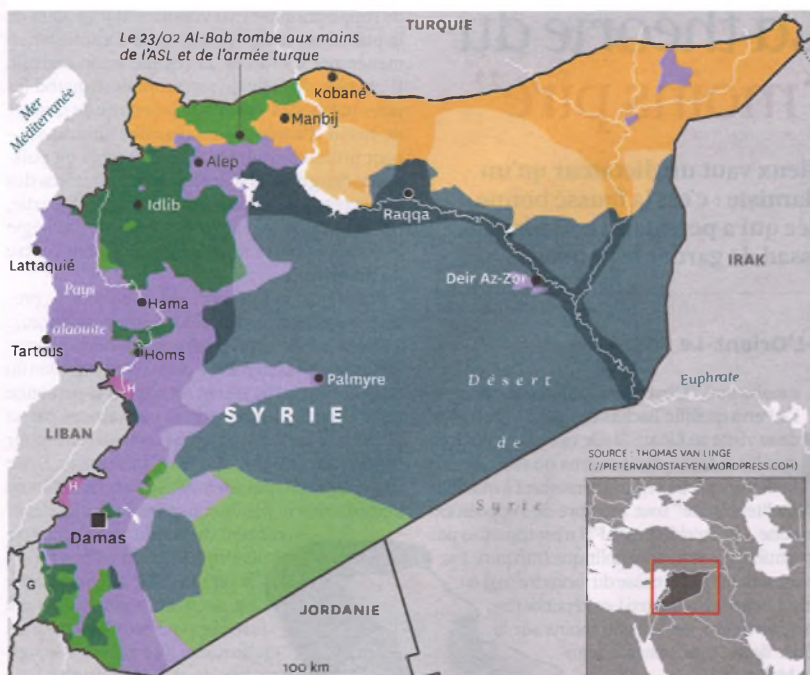 TURQUIE
Le 23/02 Al-Bab tombe aux mains
de l'ASL et de l'armée turque
Mer
Méditerranée
Kobané
Manbij
Alep
Idlib
Raqqa
Lattaquié
IRAK
Deir Az-Zor
Pays
alaouite
Hama
Tartous
Homs
Palmyre
Désert
de
Syrie
Euphrate
H
SYRIE
LIBAN
SOURCE : THOMAS VAN LINGE
(//PIETERVANOSTAEYEN.WORDPRESS.COM)
H
Damas
G
JORDANIE
100 km